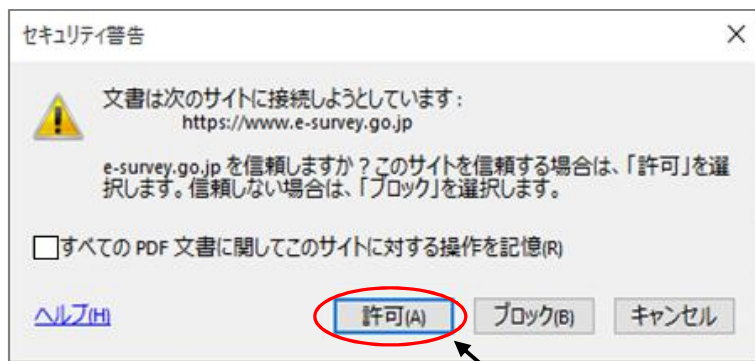 セキュリティ警告
文書は次のサイトに接続しようとしています:
https://www.e-survey.go.jp
e-survey.go.jp を信頼しますか?このサイトを信頼する場合は、「許可」を選
択します。信頼しない場合は、「ブロック」を選択します。
すべての PDF 文書に関してこのサイトに対する操作を記憶(R)
ヘルプ(H) 許可(A) ブロック(B) キャンセル